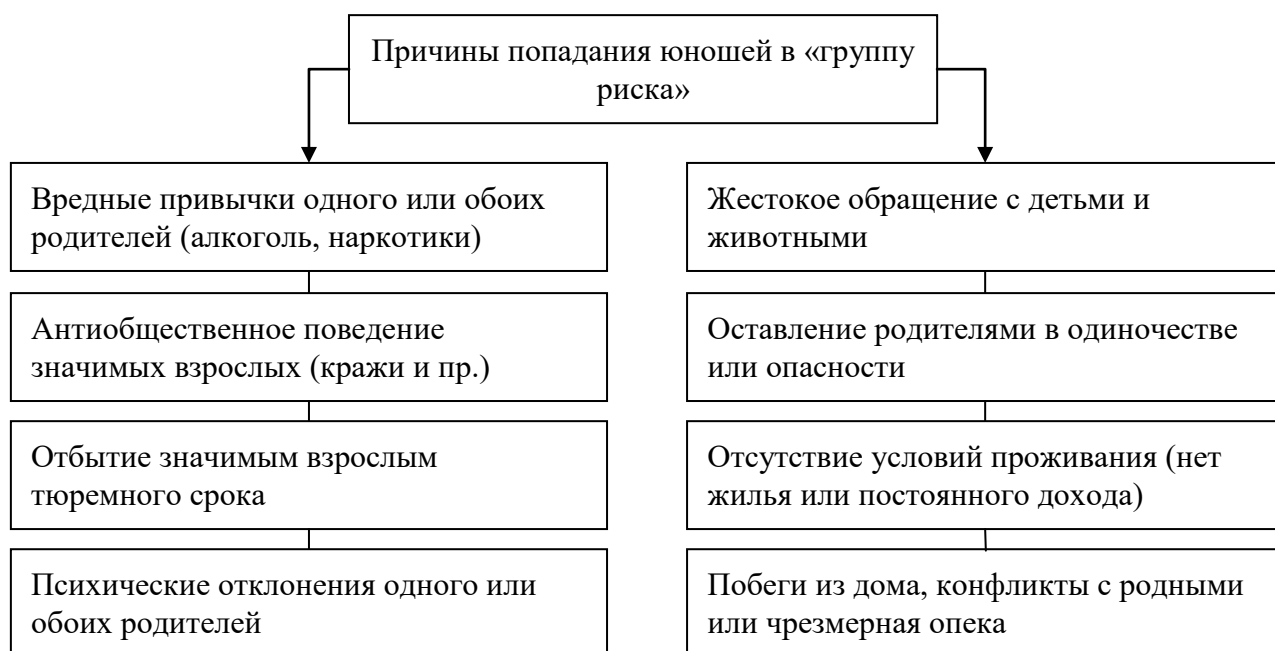 Причины попадания юношей в «группу
риска»
Вредные привычки одного или обоих
родителей (алкоголь, наркотики)
Антиобщественное поведение
значимых взрослых (кражи и пр.)
Отбытие значимым взрослым
тюремного срока
Психические отклонения одного или
обоих родителей
Жестокое обращение с детьми и
животными
Оставление родителями в одиночестве
или опасности
Отсутствие условий проживания (нет
жилья или постоянного дохода)
Побеги из дома, конфликты с родными
или чрезмерная опека